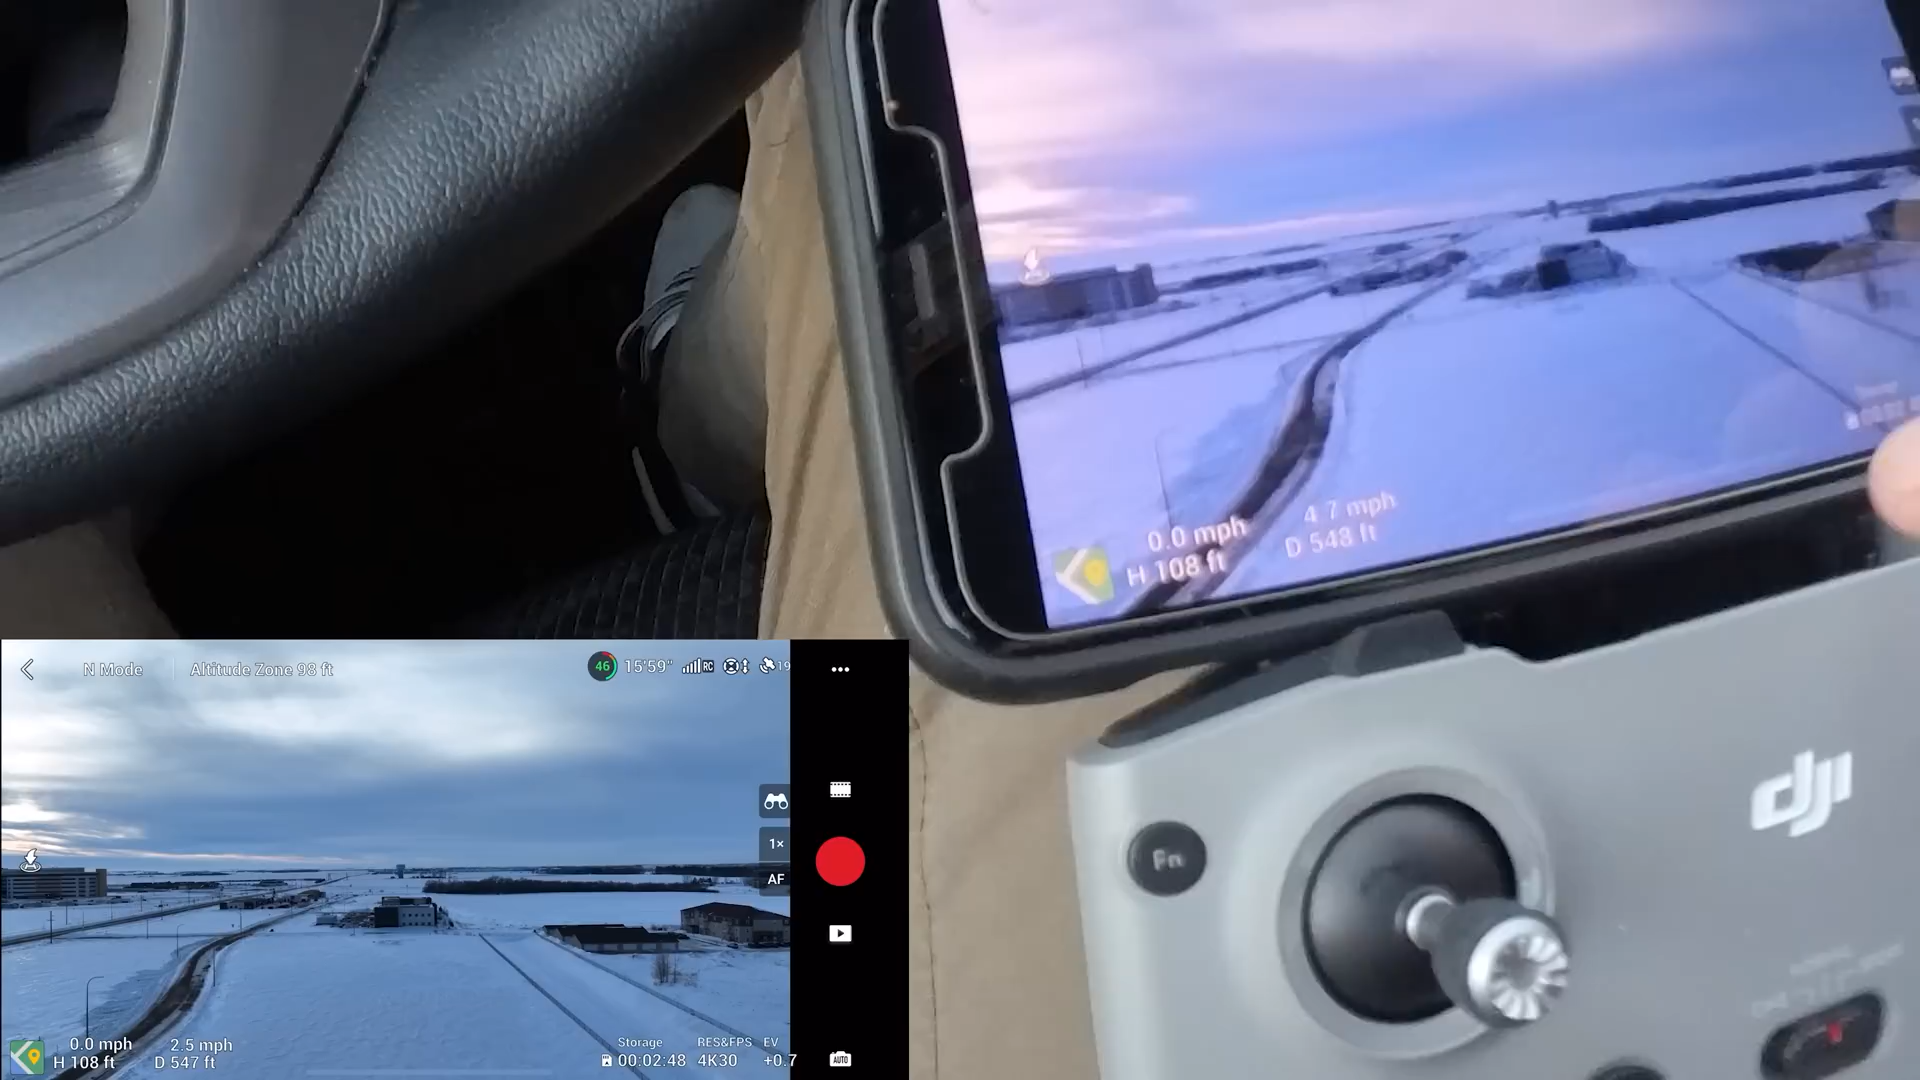 0.0 mph
4.7 mph
H 108 ft
D 548 ft
N Mode
Altitude Zone 98 ft
46
15'59"
RC
19
1×
AF
0.0 mph
2.5 mph
H 108 ft
D 547 ft
Storage
RES&FPS
EV
00:02:48
4K30
+0.7
AUTO
Fn
dji